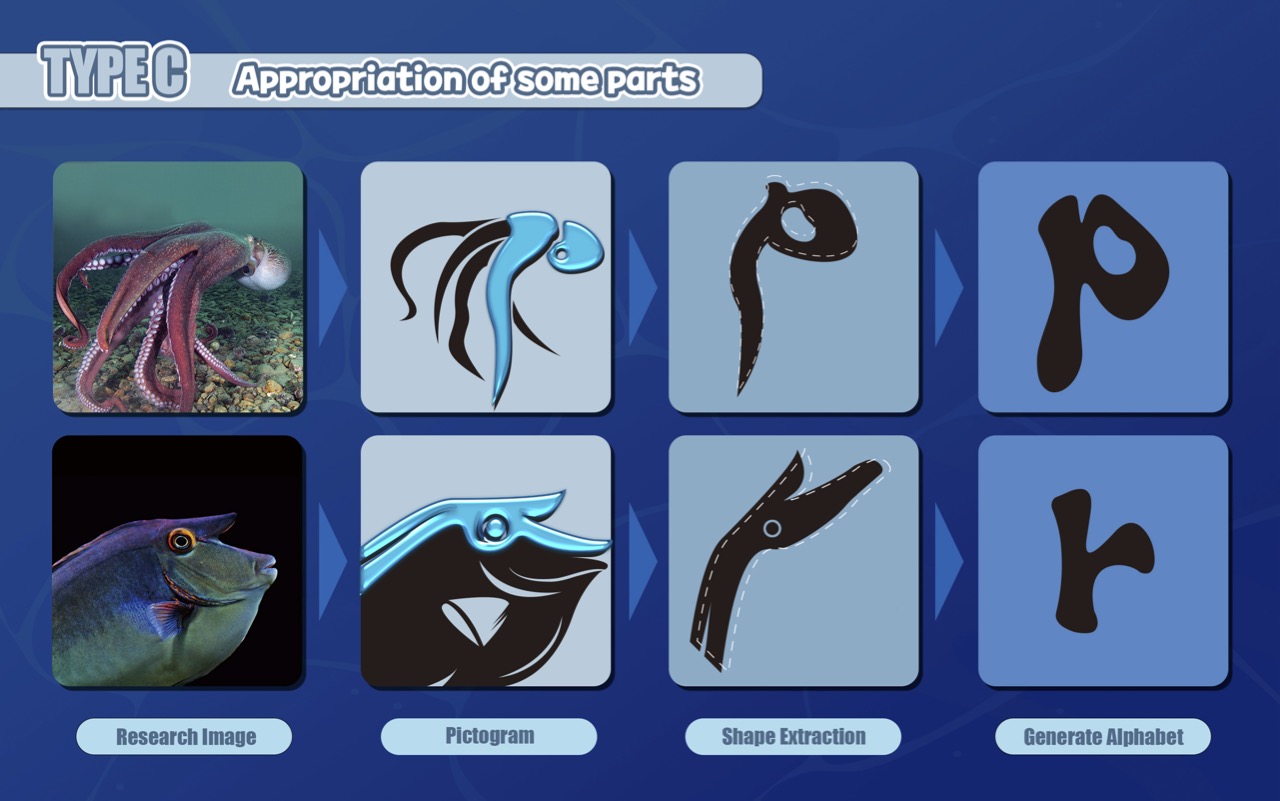 TYPE C
Appropriation of some parts
p
r
Research Image
Pictogram
Shape Extraction
Generate Alphabet